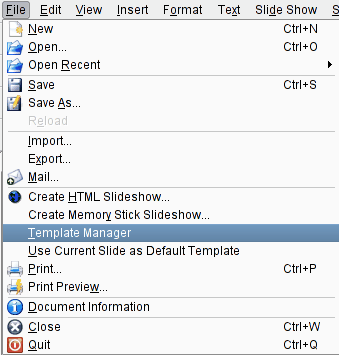 File Edit View Insert Format Text Slide Show S
New Ctrl+N
Open... Ctrl+O
Open Recent
Save Ctrl+S
Save As...
Reload
Import...
Export...
Mail...
Create HTML Slideshow...
Create Memory Stick Slideshow...
Template Manager
Use Current Slide as Default Template
Print... Ctrl+P
Print Preview...
Document Information
Close Ctrl+W
Quit Ctrl+Q